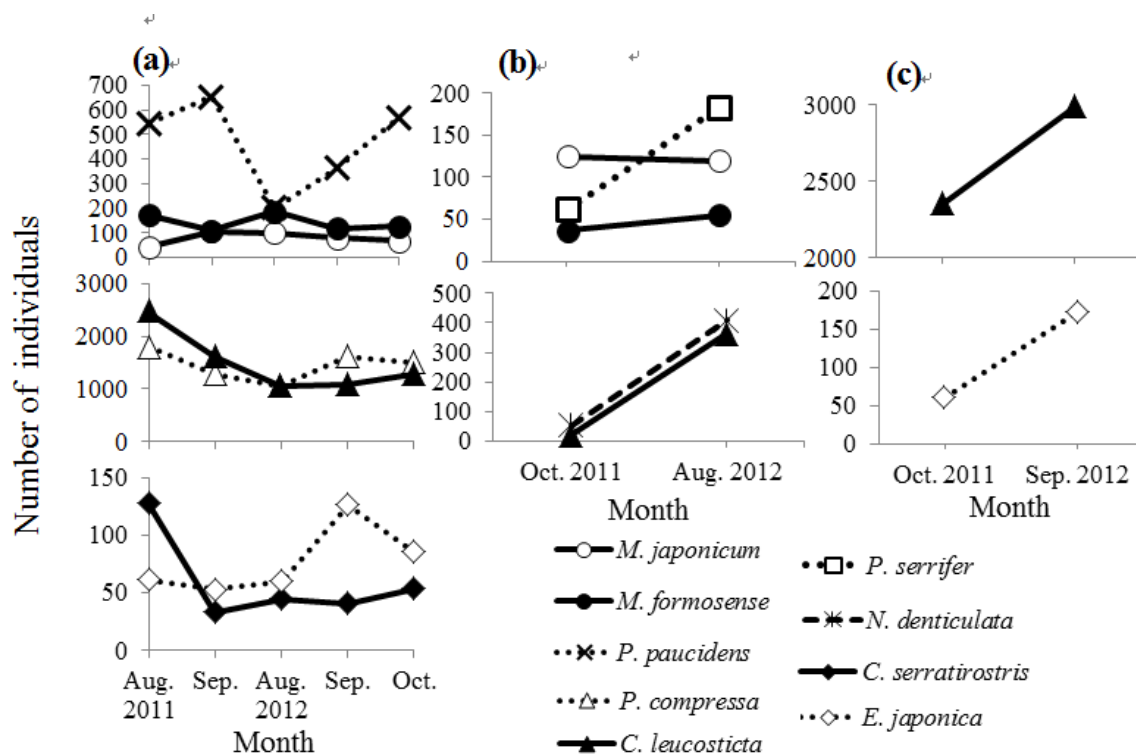 (a)
(b)
(c)
Number of individuals
700
600
500
400
300
200
100
0
3000
2000
1000
0
150
100
50
0
Aug. 2011
Sep.
Aug. 2012
Sep.
Oct.
Month
200
150
100
50
0
500
400
300
200
100
0
Oct. 2011
Aug. 2012
Month
3000
2500
2000
200
150
100
50
0
Oct. 2011
Sep. 2012
Month
M. japonicum
M. formosense
P. paucidens
P. compressa
C. leucosticta
P. serrifer
N. denticulata
C. serratirostris
E. japonica